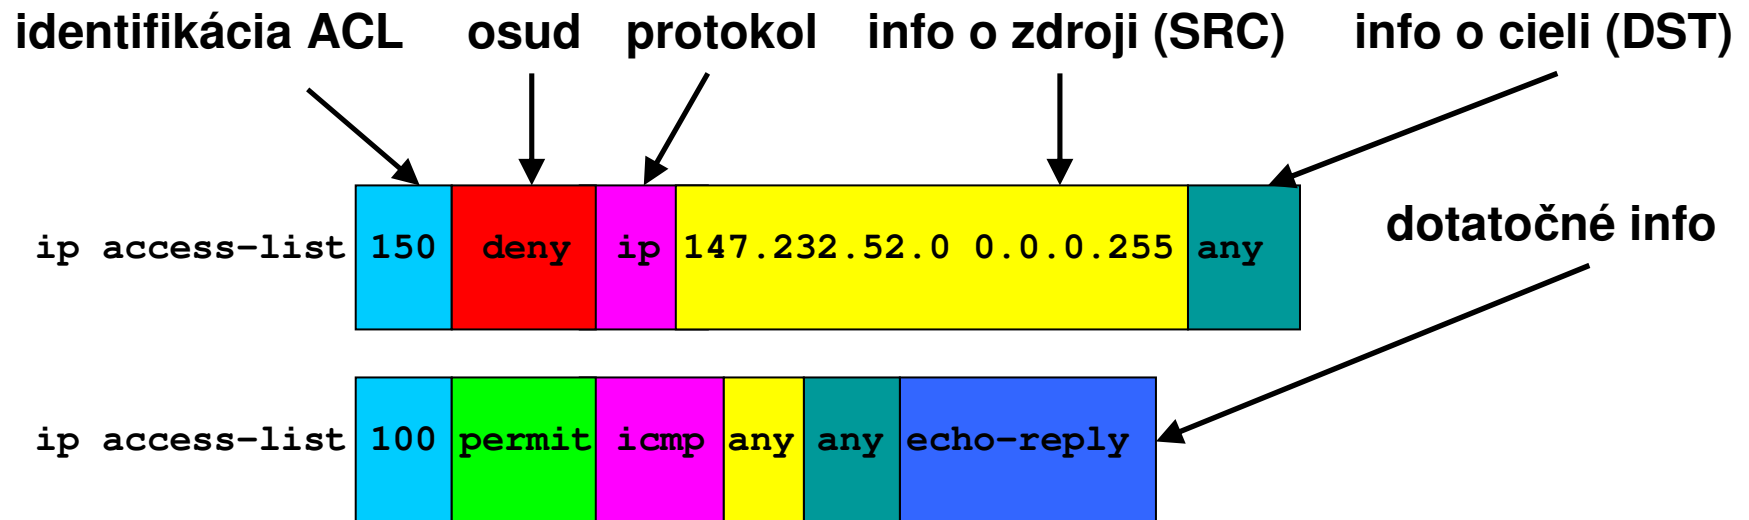 identifikácia ACL osud protokol info o zdroji (SRC) info o cieli (DST)
dotatočné info
ip access-list 150 deny ip 147.232.52.0 0.0.0.255 any
ip access-list 100 permit icmp any any echo-reply